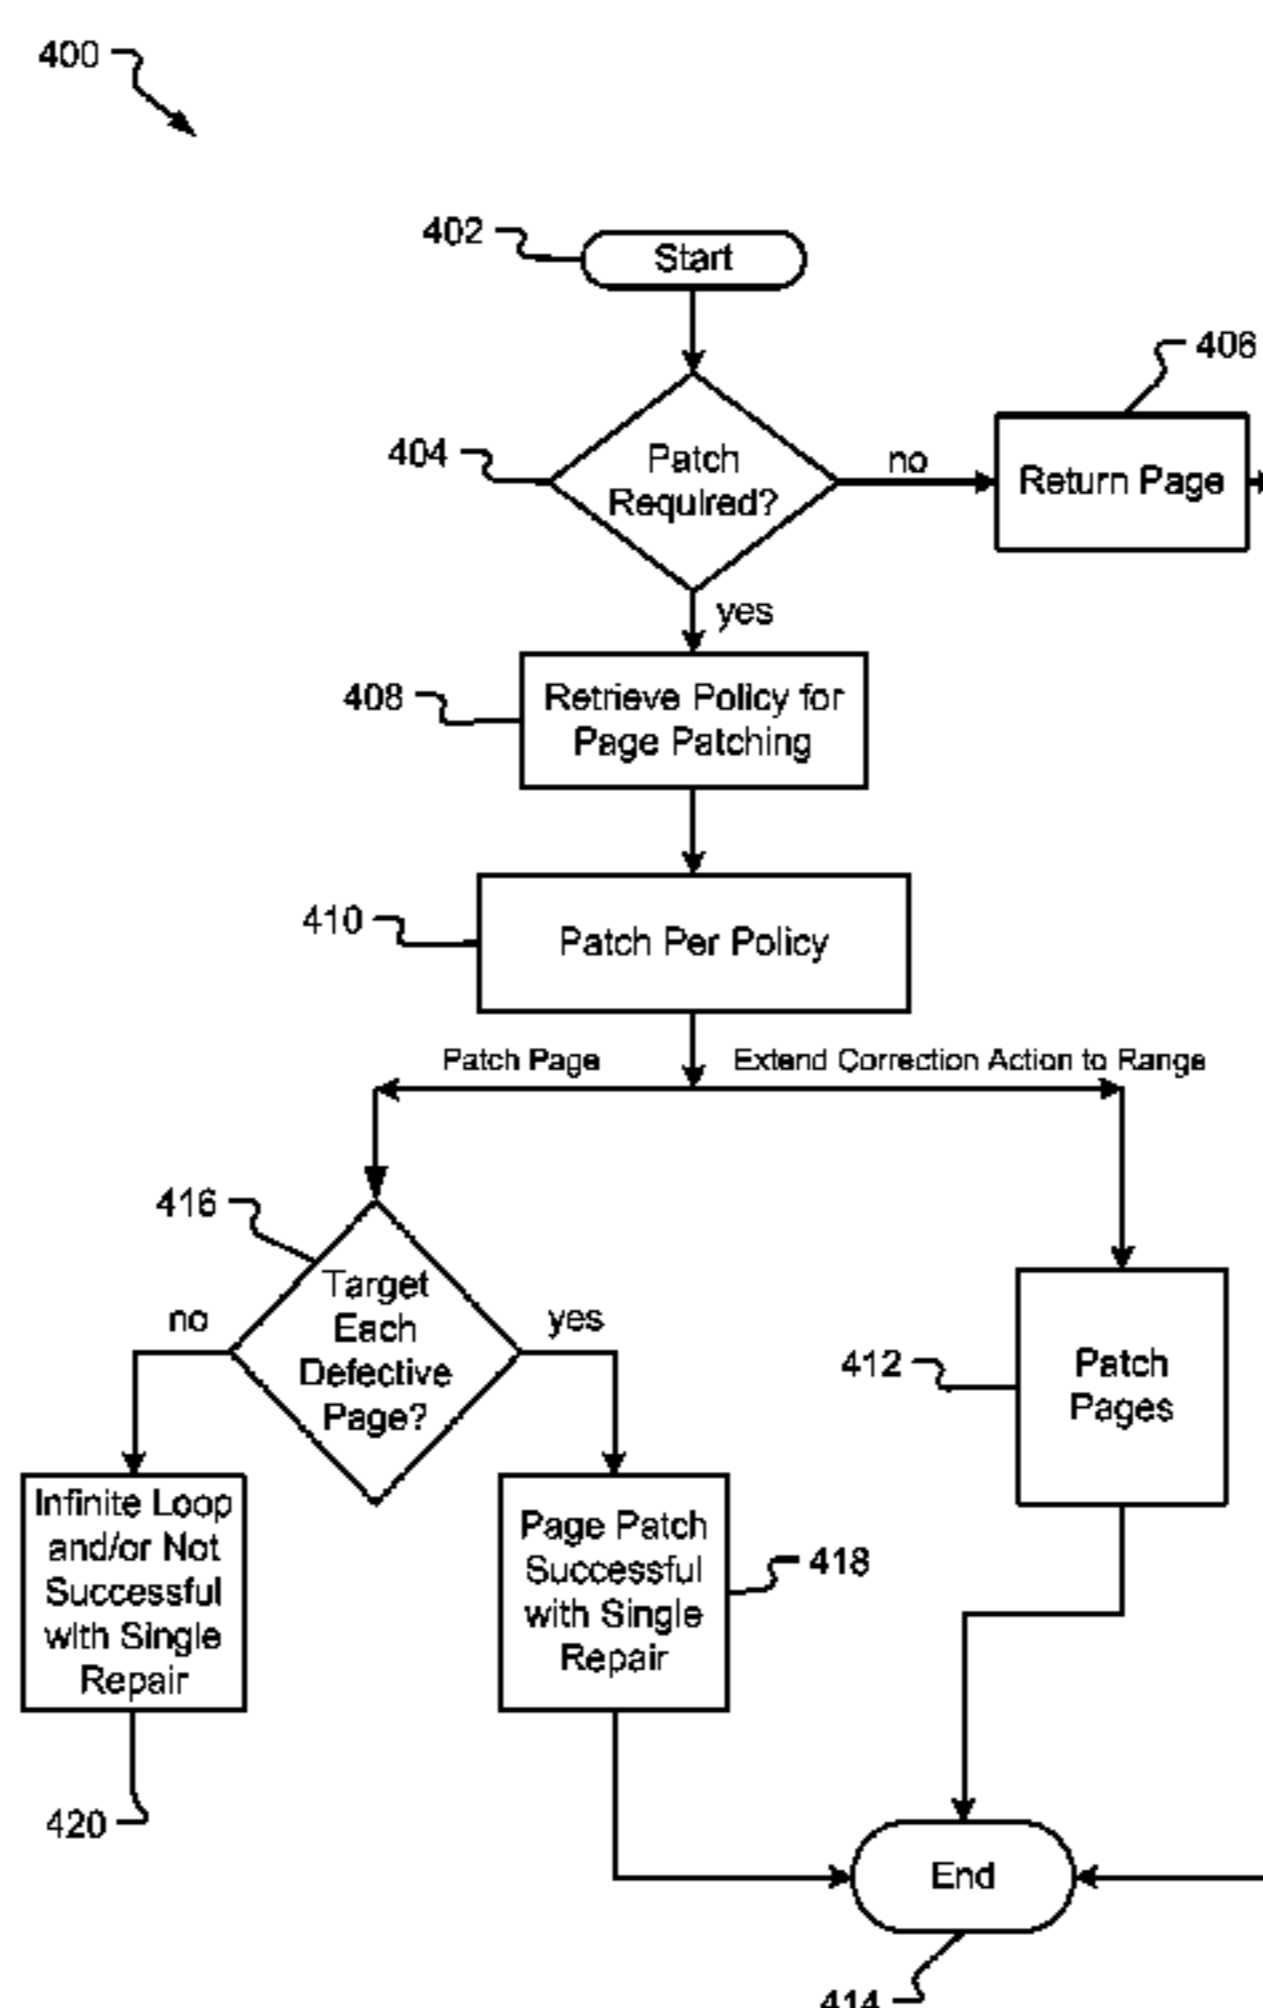 400
402
Start
406
404
Patch
Required?
no
Return Page
yes
408
Retrieve Policy for
Page Patching
410
Patch Per Policy
Patch Page
Extend Correction Action to Range
416
Target
Each
Defective
Page?
no
yes
412
Patch
Pages
Infinite Loop
and/or Not
Successful
with Single
Repair
Page Patch
Successful
with Single
Repair
418
420
End
414